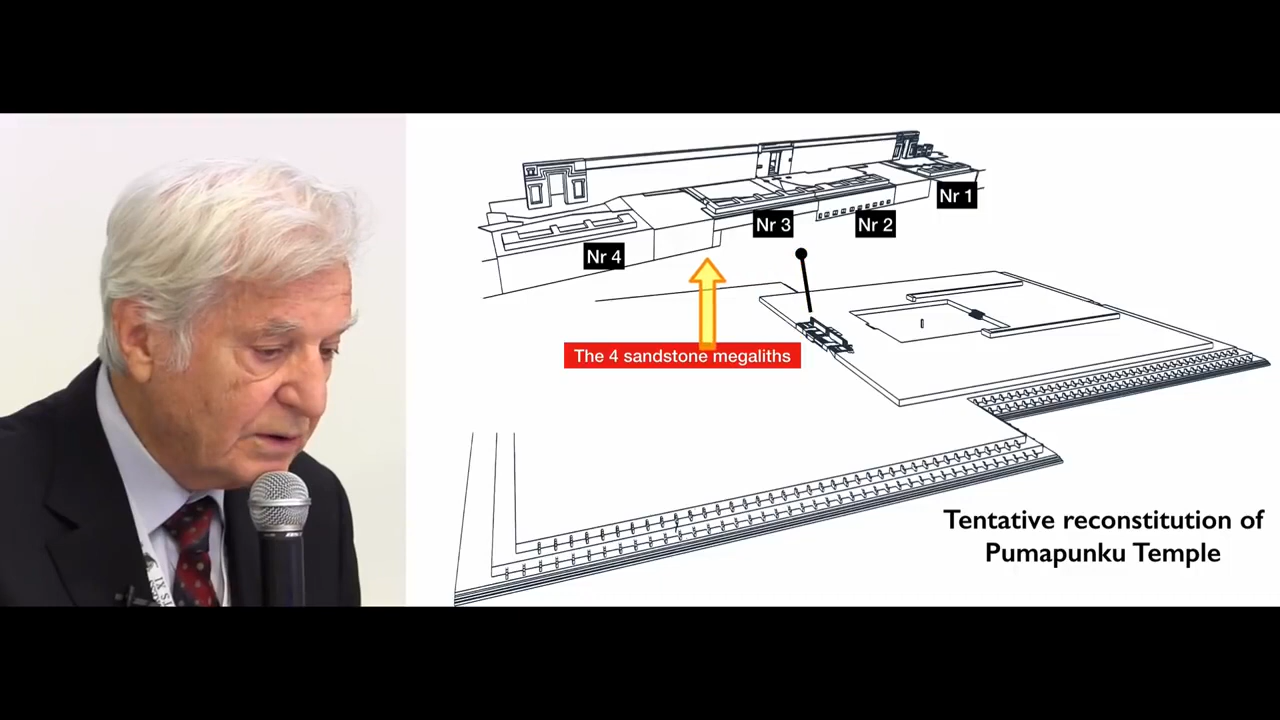 Nr 1
Nr 2
Nr 3
Nr 4
The 4 sandstone megaliths
Tentative reconstitution of
Pumapunku Temple